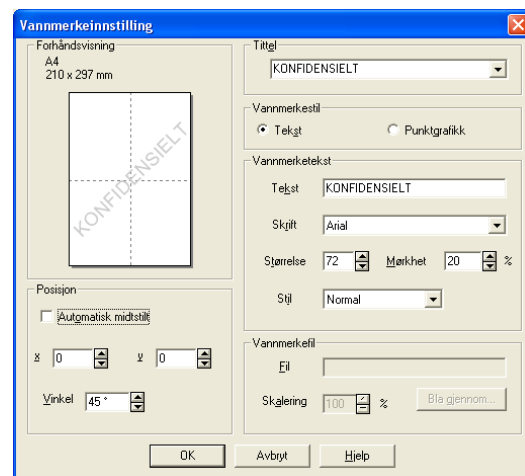 Vannmerkeinnstilling
Forhåndsvisning
A4
210 x 297 mm
KONFIDENSIELT
Posisjon
Automatisk midtstilt
x 0 y 0
Vinkel 45 °
Tittel
KONFIDENSIELT
Vannmerkestil
Tekst Punktgrafikk
Vannmerketekst
Tekst KONFIDENSIELT
Skrift Arial
Størrelse 72 Mørkhet 20 %
Stil Normal
Vannmerkefil
Fil
Skalering 100 % Bla gjennom...
OK Avbryt Hjelp